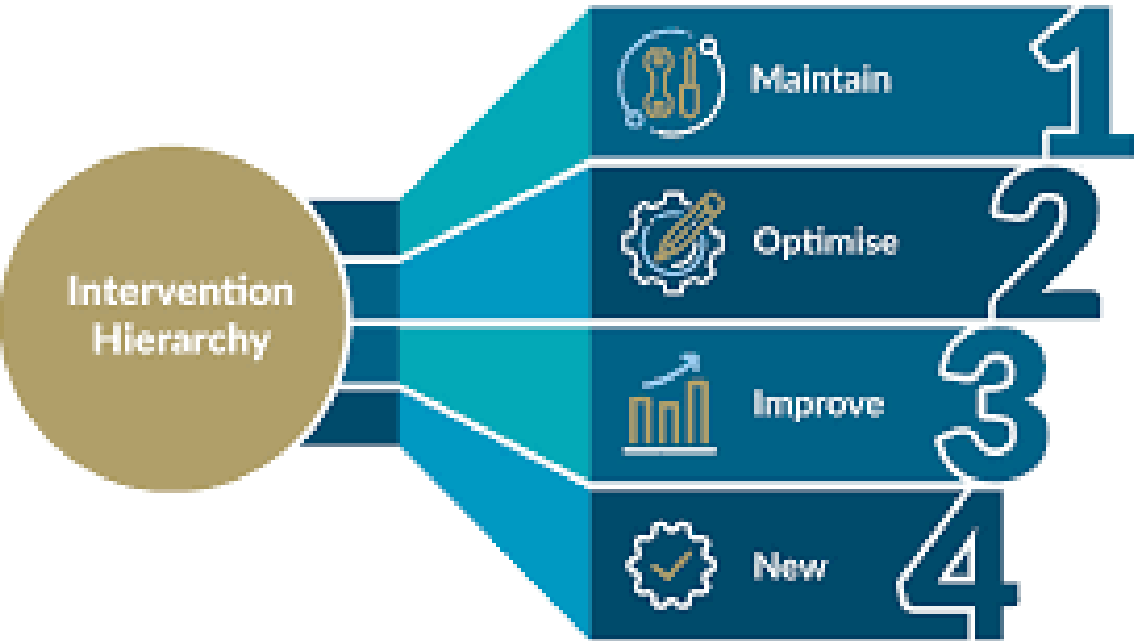 Intervention
Hierarchy
Maintain 1
Optimise 2
Improve 3
New 4